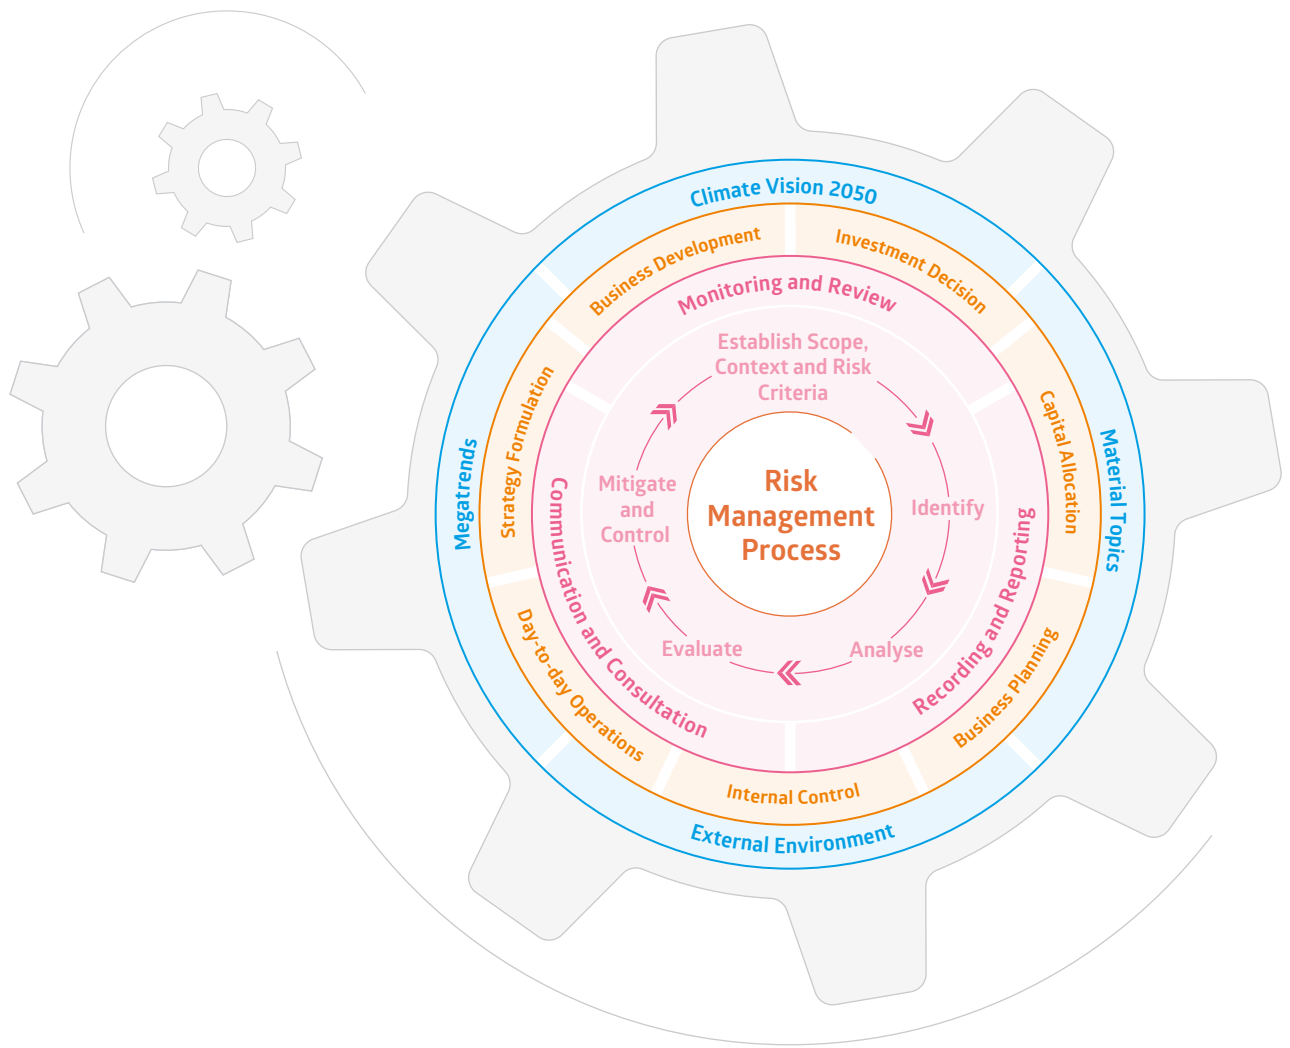 Climate Vision 2050
Material Topics
External Environment
Megatrends
Business Development
Investment Decision
Capital Allocation
Business Planning
Internal Control
Day-to-day Operations
Strategy Formulation
Monitoring and Review
Recording and Reporting
Communication and Consultation
Establish Scope,
Context and Risk
Criteria
Identify
Analyse
Evaluate
Mitigate
and
Control
Risk
Management
Process